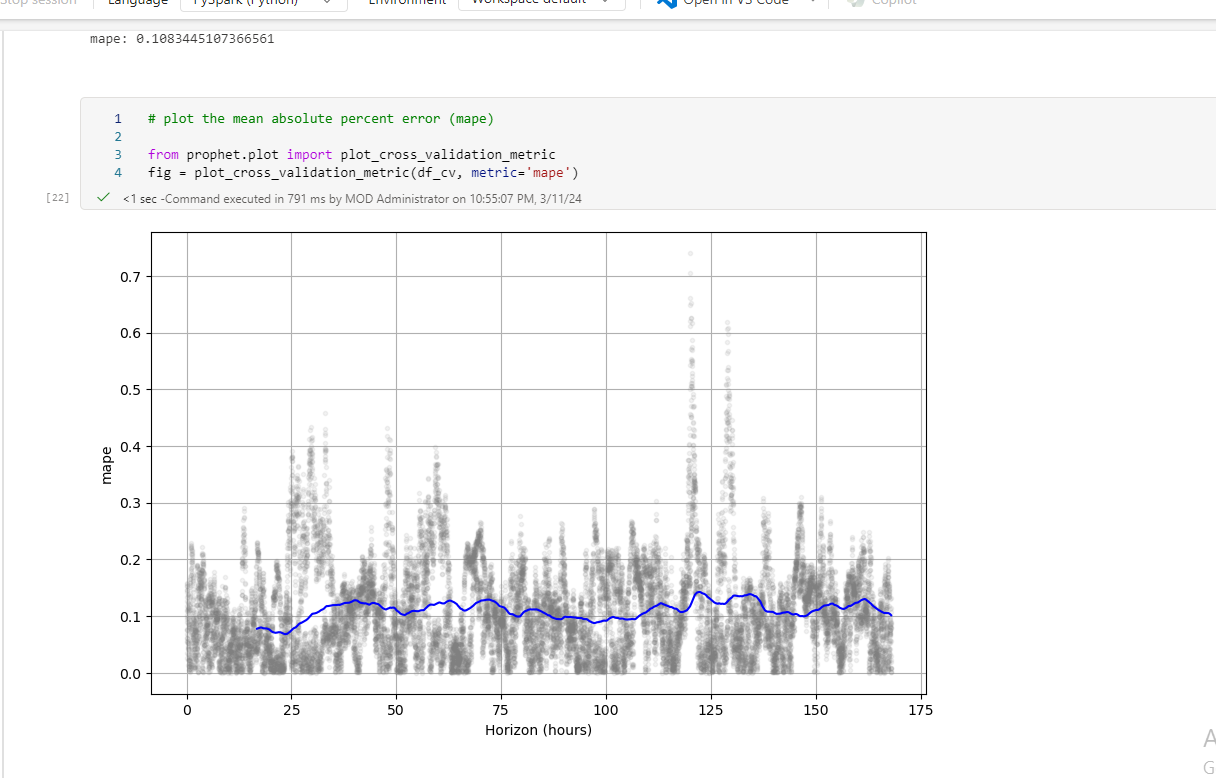 Stop session Language PySpark (Python) Environment Workspace default Open in VS Code Copilot
mape: 0.1083445107366561
1 # plot the mean absolute percent error (mape)
2
3 from prophet.plot import plot_cross_validation_metric
4 fig = plot_cross_validation_metric(df_cv, metric='mape')
[22] <1 sec -Command executed in 791 ms by MOD Administrator on 10:55:07 PM, 3/11/24
0.7
0.6
0.5
0.4
mape
0.3
0.2
0.1
0.0
0 25 50 75 100 125 150 175
Horizon (hours)
A
G